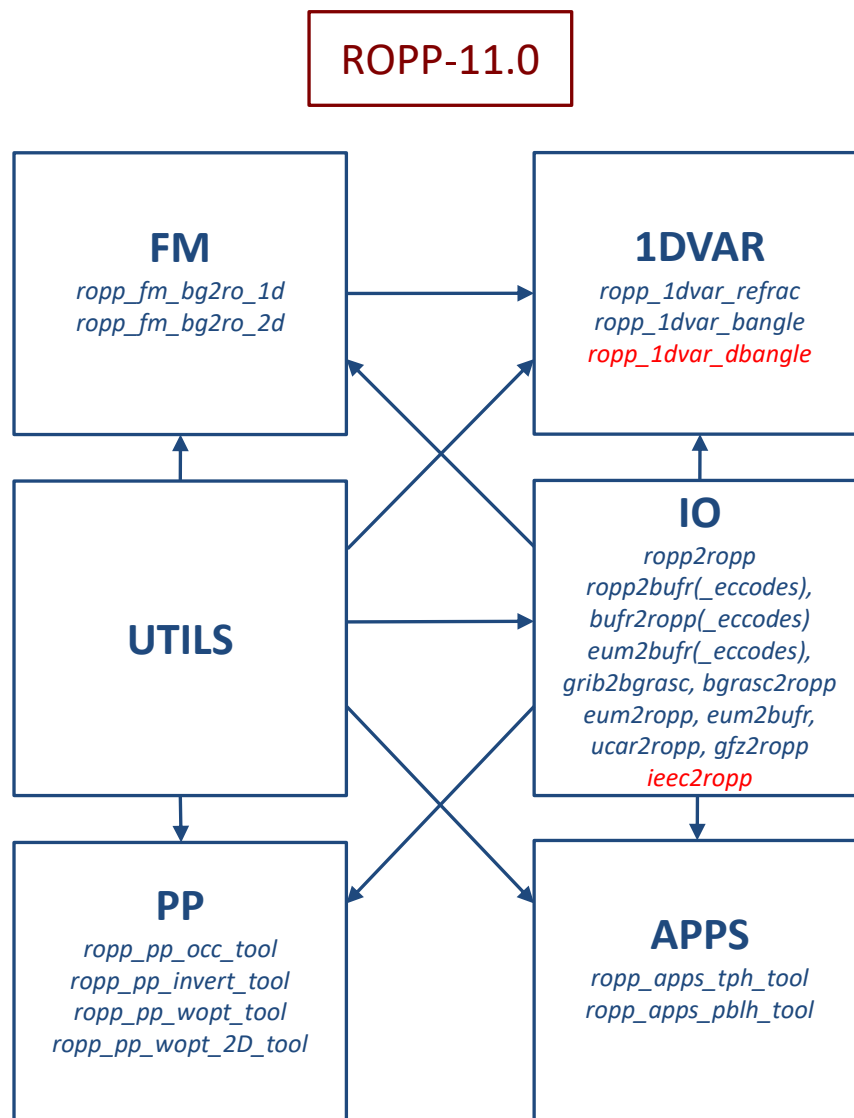 ROPP-11.0
FM
ropp_fm_bg2ro_1d
ropp_fm_bg2ro_2d
1DVAR
ropp_1dvar_refrac
ropp_1dvar_bangle
ropp_1dvar_dbangle
UTILS
IO
ropp2ropp
ropp2bufr(_eccodes),
bufr2ropp(_eccodes)
eum2bufr(_eccodes),
grib2bgrasc, bgrasc2ropp
eum2ropp, eum2bufr,
ucar2ropp, gfz2ropp
ieec2ropp
PP
ropp_pp_occ_tool
ropp_pp_invert_tool
ropp_pp_wopt_tool
ropp_pp_wopt_2D_tool
APPS
ropp_apps_tph_tool
ropp_apps_pblh_tool